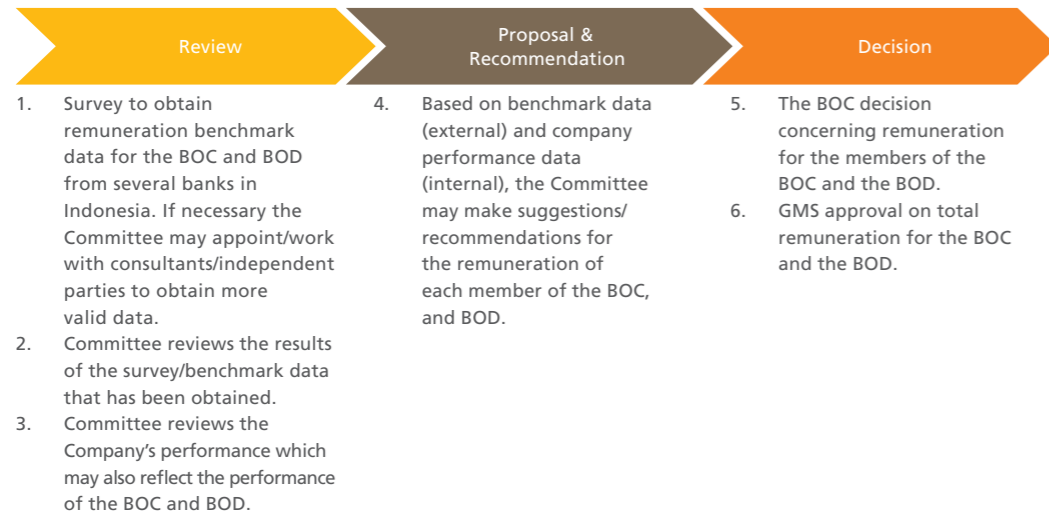 Review
Proposal &
Recommendation
Decision
1. Survey to obtain
remuneration benchmark
data for the BOC and BOD
from several banks in
Indonesia. If necessary the
Committee may appoint/work
with consultants/independent
parties to obtain more
valid data.
2. Committee reviews the results
of the survey/benchmark data
that has been obtained.
3. Committee reviews the
Company’s performance which
may also reflect the performance
of the BOC and BOD.
4. Based on benchmark data
(external) and company
performance data
(internal), the Committee
may make suggestions/
recommendations for
the remuneration of
each member of the BOC,
and BOD.
5. The BOC decision
concerning remuneration
for the members of the
BOC and the BOD.
6. GMS approval on total
remuneration for the BOC
and the BOD.